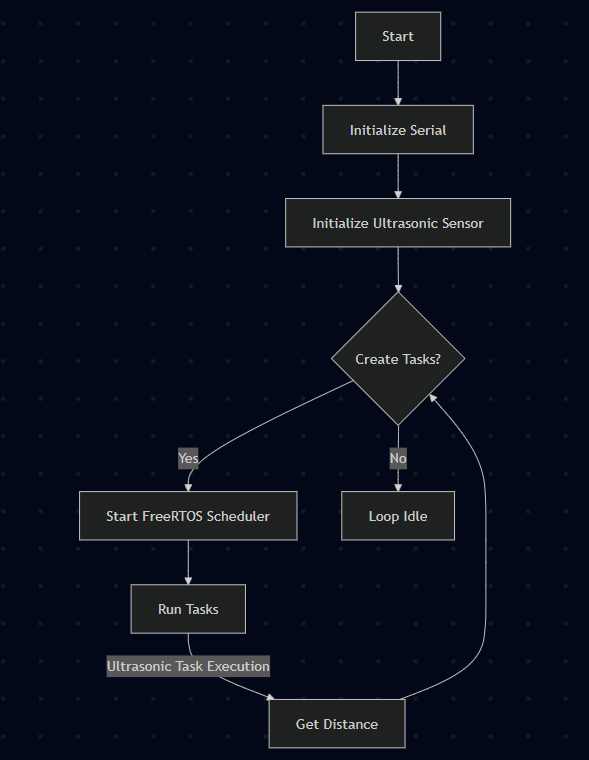 Start
Initialize Serial
Initialize Ultrasonic Sensor
Create Tasks?
Yes
No
Start FreeRTOS Scheduler
Loop Idle
Run Tasks
Ultrasonic Task Execution
Get Distance